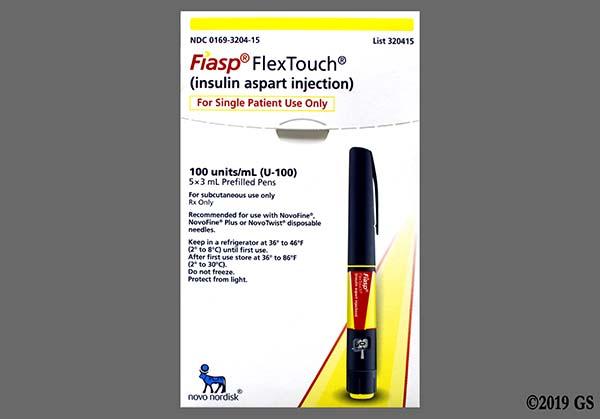 NDC 0169-3204-15
List 320415
Fiasp® FlexTouch®
(insulin aspart injection)
For Single Patient Use Only
100 units/mL (U-100)
5×3 mL Prefilled Pens
For subcutaneous use only
Rx Only
Recommended for use with NovoFine®,
NovoFine® Plus or NovoTwist® disposable
needles.
Keep in a refrigerator at 36° to 46°F
(2° to 8°C) until first use.
After first use store at 36° to 86°F
(2° to 30°C).
Do not freeze.
Protect from light.
Fiasp®
FlexTouch®
(insulin aspart injection)
novo nordisk®
©2019 GS